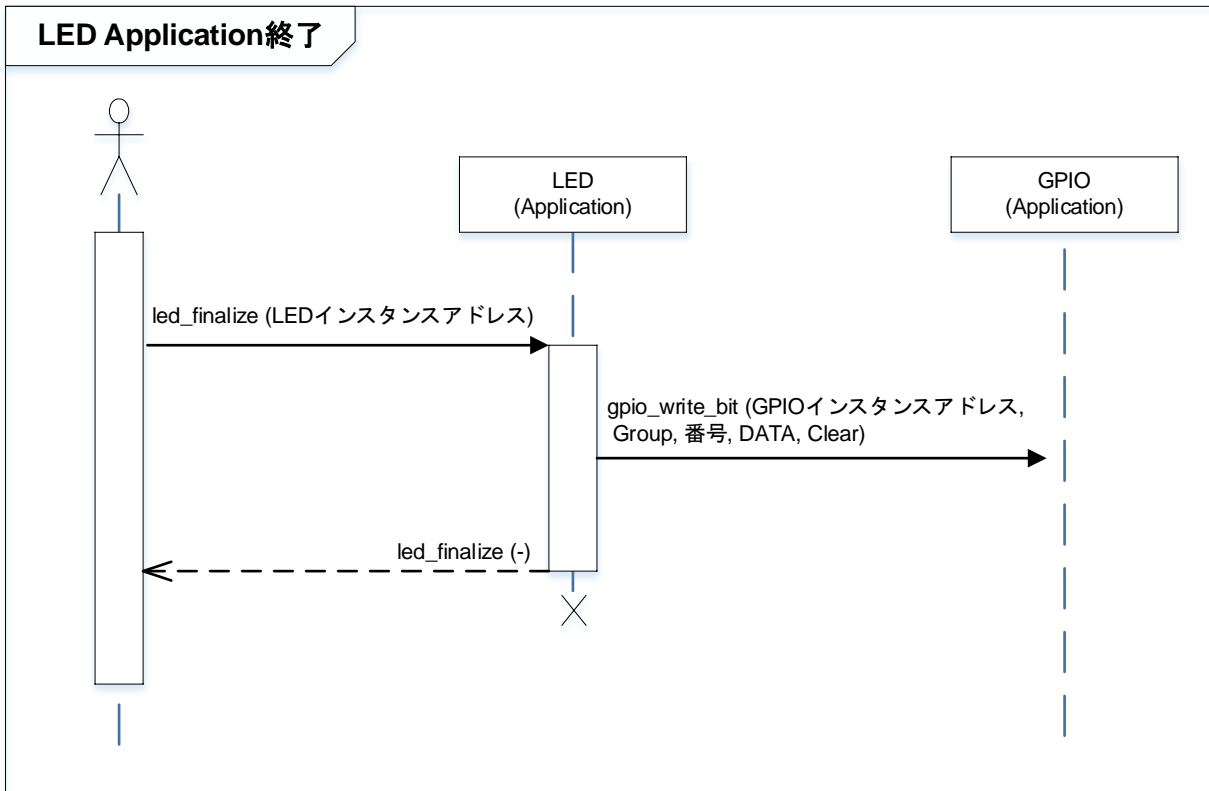 LED Application終了
LED
(Application)
GPIO
(Application)
led_finalize (LEDインスタンスアドレス)
gpio_write_bit (GPIOインスタンスアドレス,
Group, 番号, DATA, Clear)
led_finalize (-)